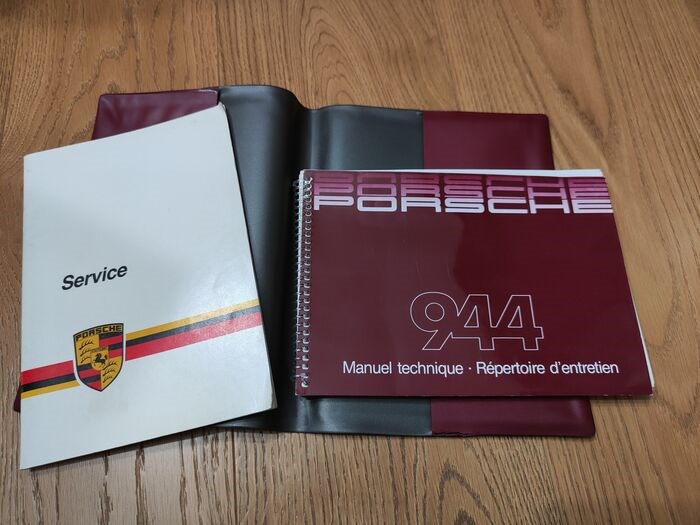 Service
PORSCHE
PORSCHE
PORSCHE
PORSCHE
944
Manuel technique · Répertoire d'entretien